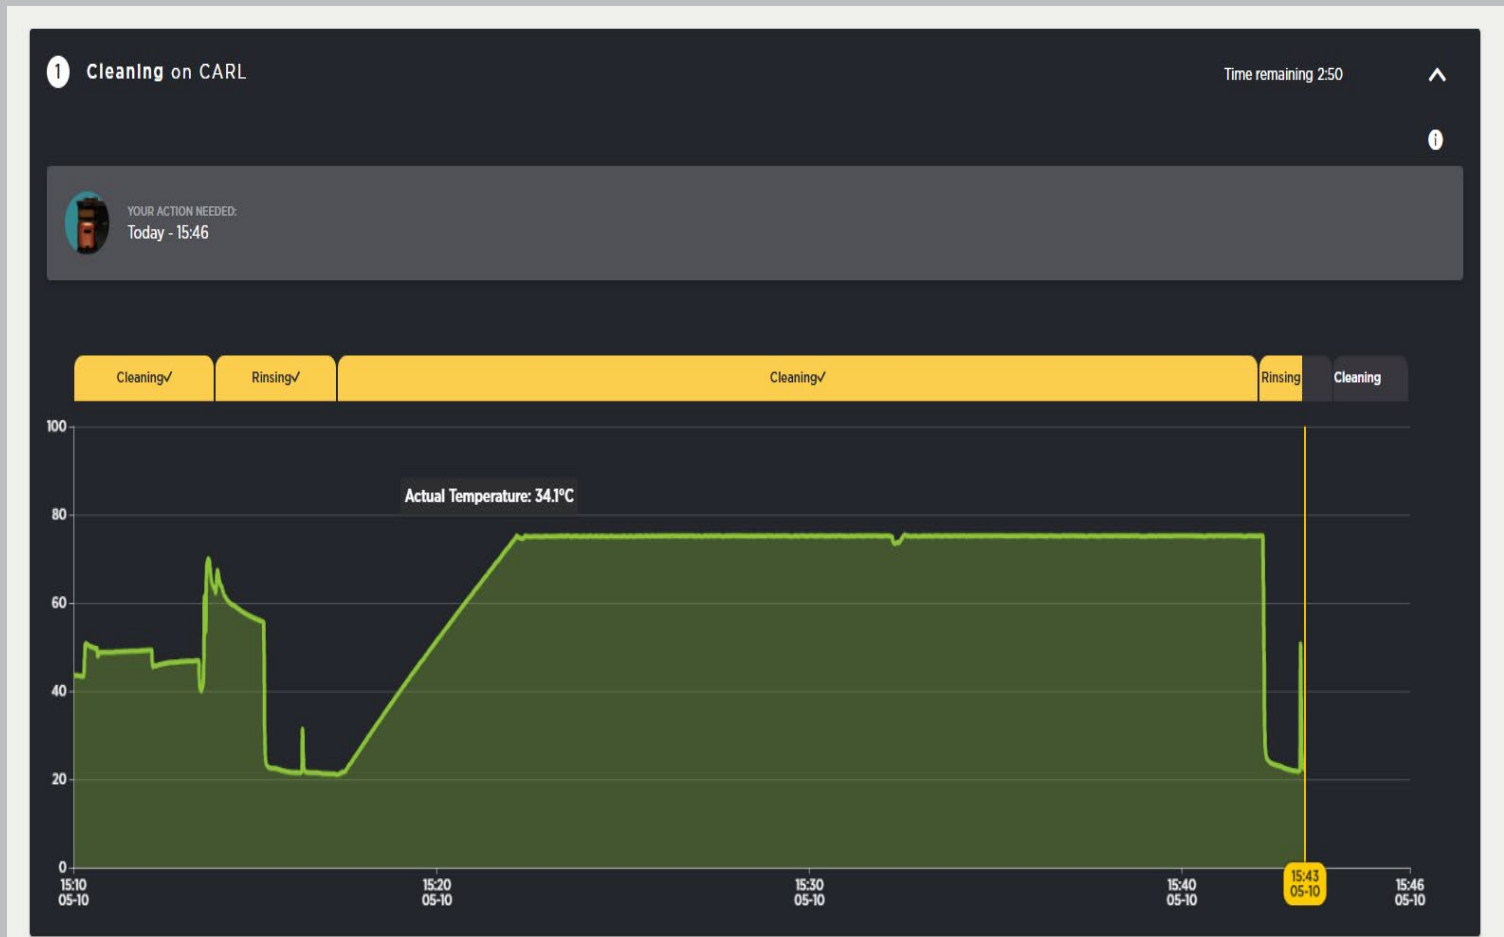 1 Cleaning on CARL
Time remaining 2:50
i
YOUR ACTION NEEDED:
Today - 15:46
Cleaning✓ Rinsing✓ Cleaning✓ Rinsing Cleaning
100
Actual Temperature: 34.1°C
80
60
40
20
0
15:10 15:20 15:30 15:40 15:43 15:46
05-10 05-10 05-10 05-10 05-10 05-10